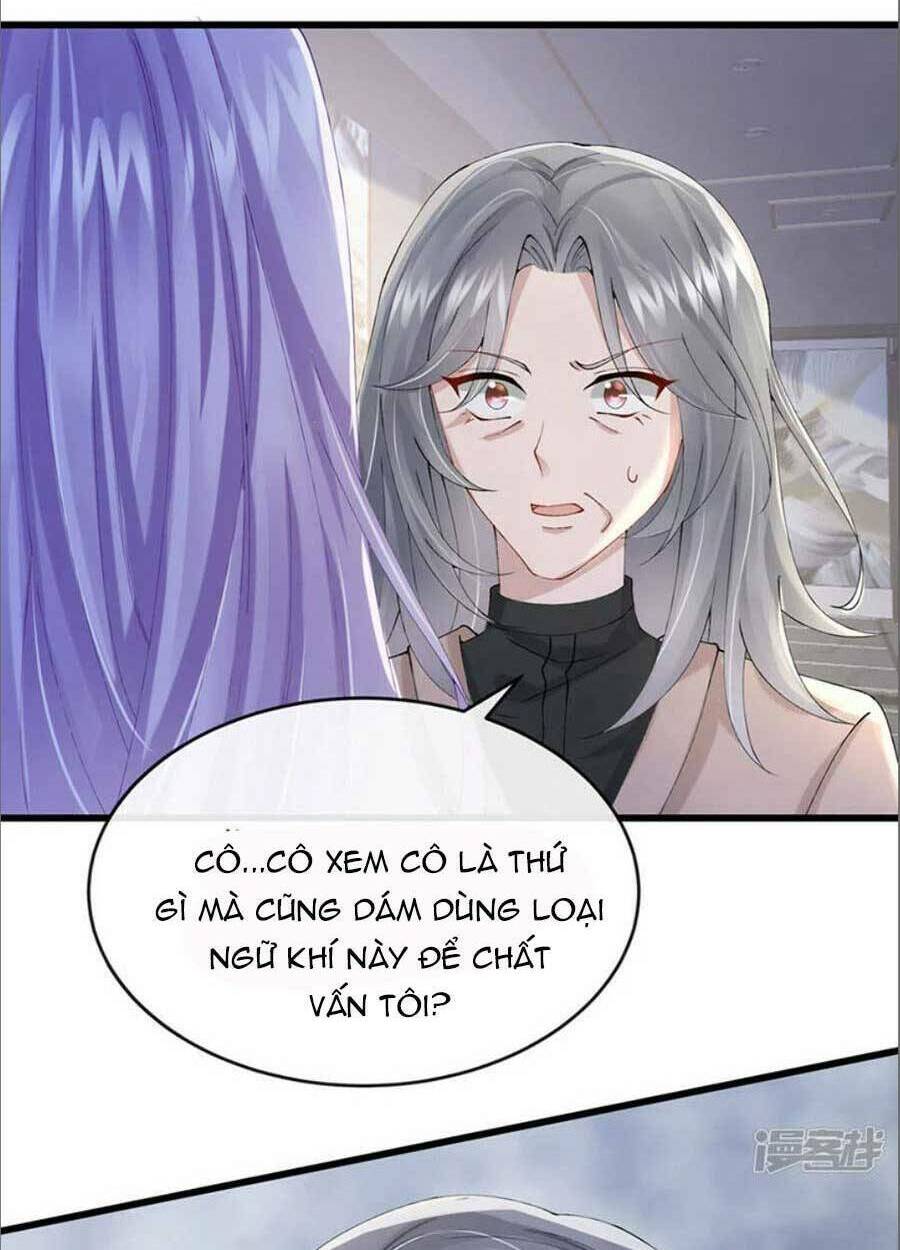 CÔ...CÔ XEM CÔ LÀ THỨ
GÌ MÀ CŨNG DÁM DÙNG LOẠI
NGỮ KHÍ NÀY ĐỂ CHẤT
VẤN TÔI?
漫客栈